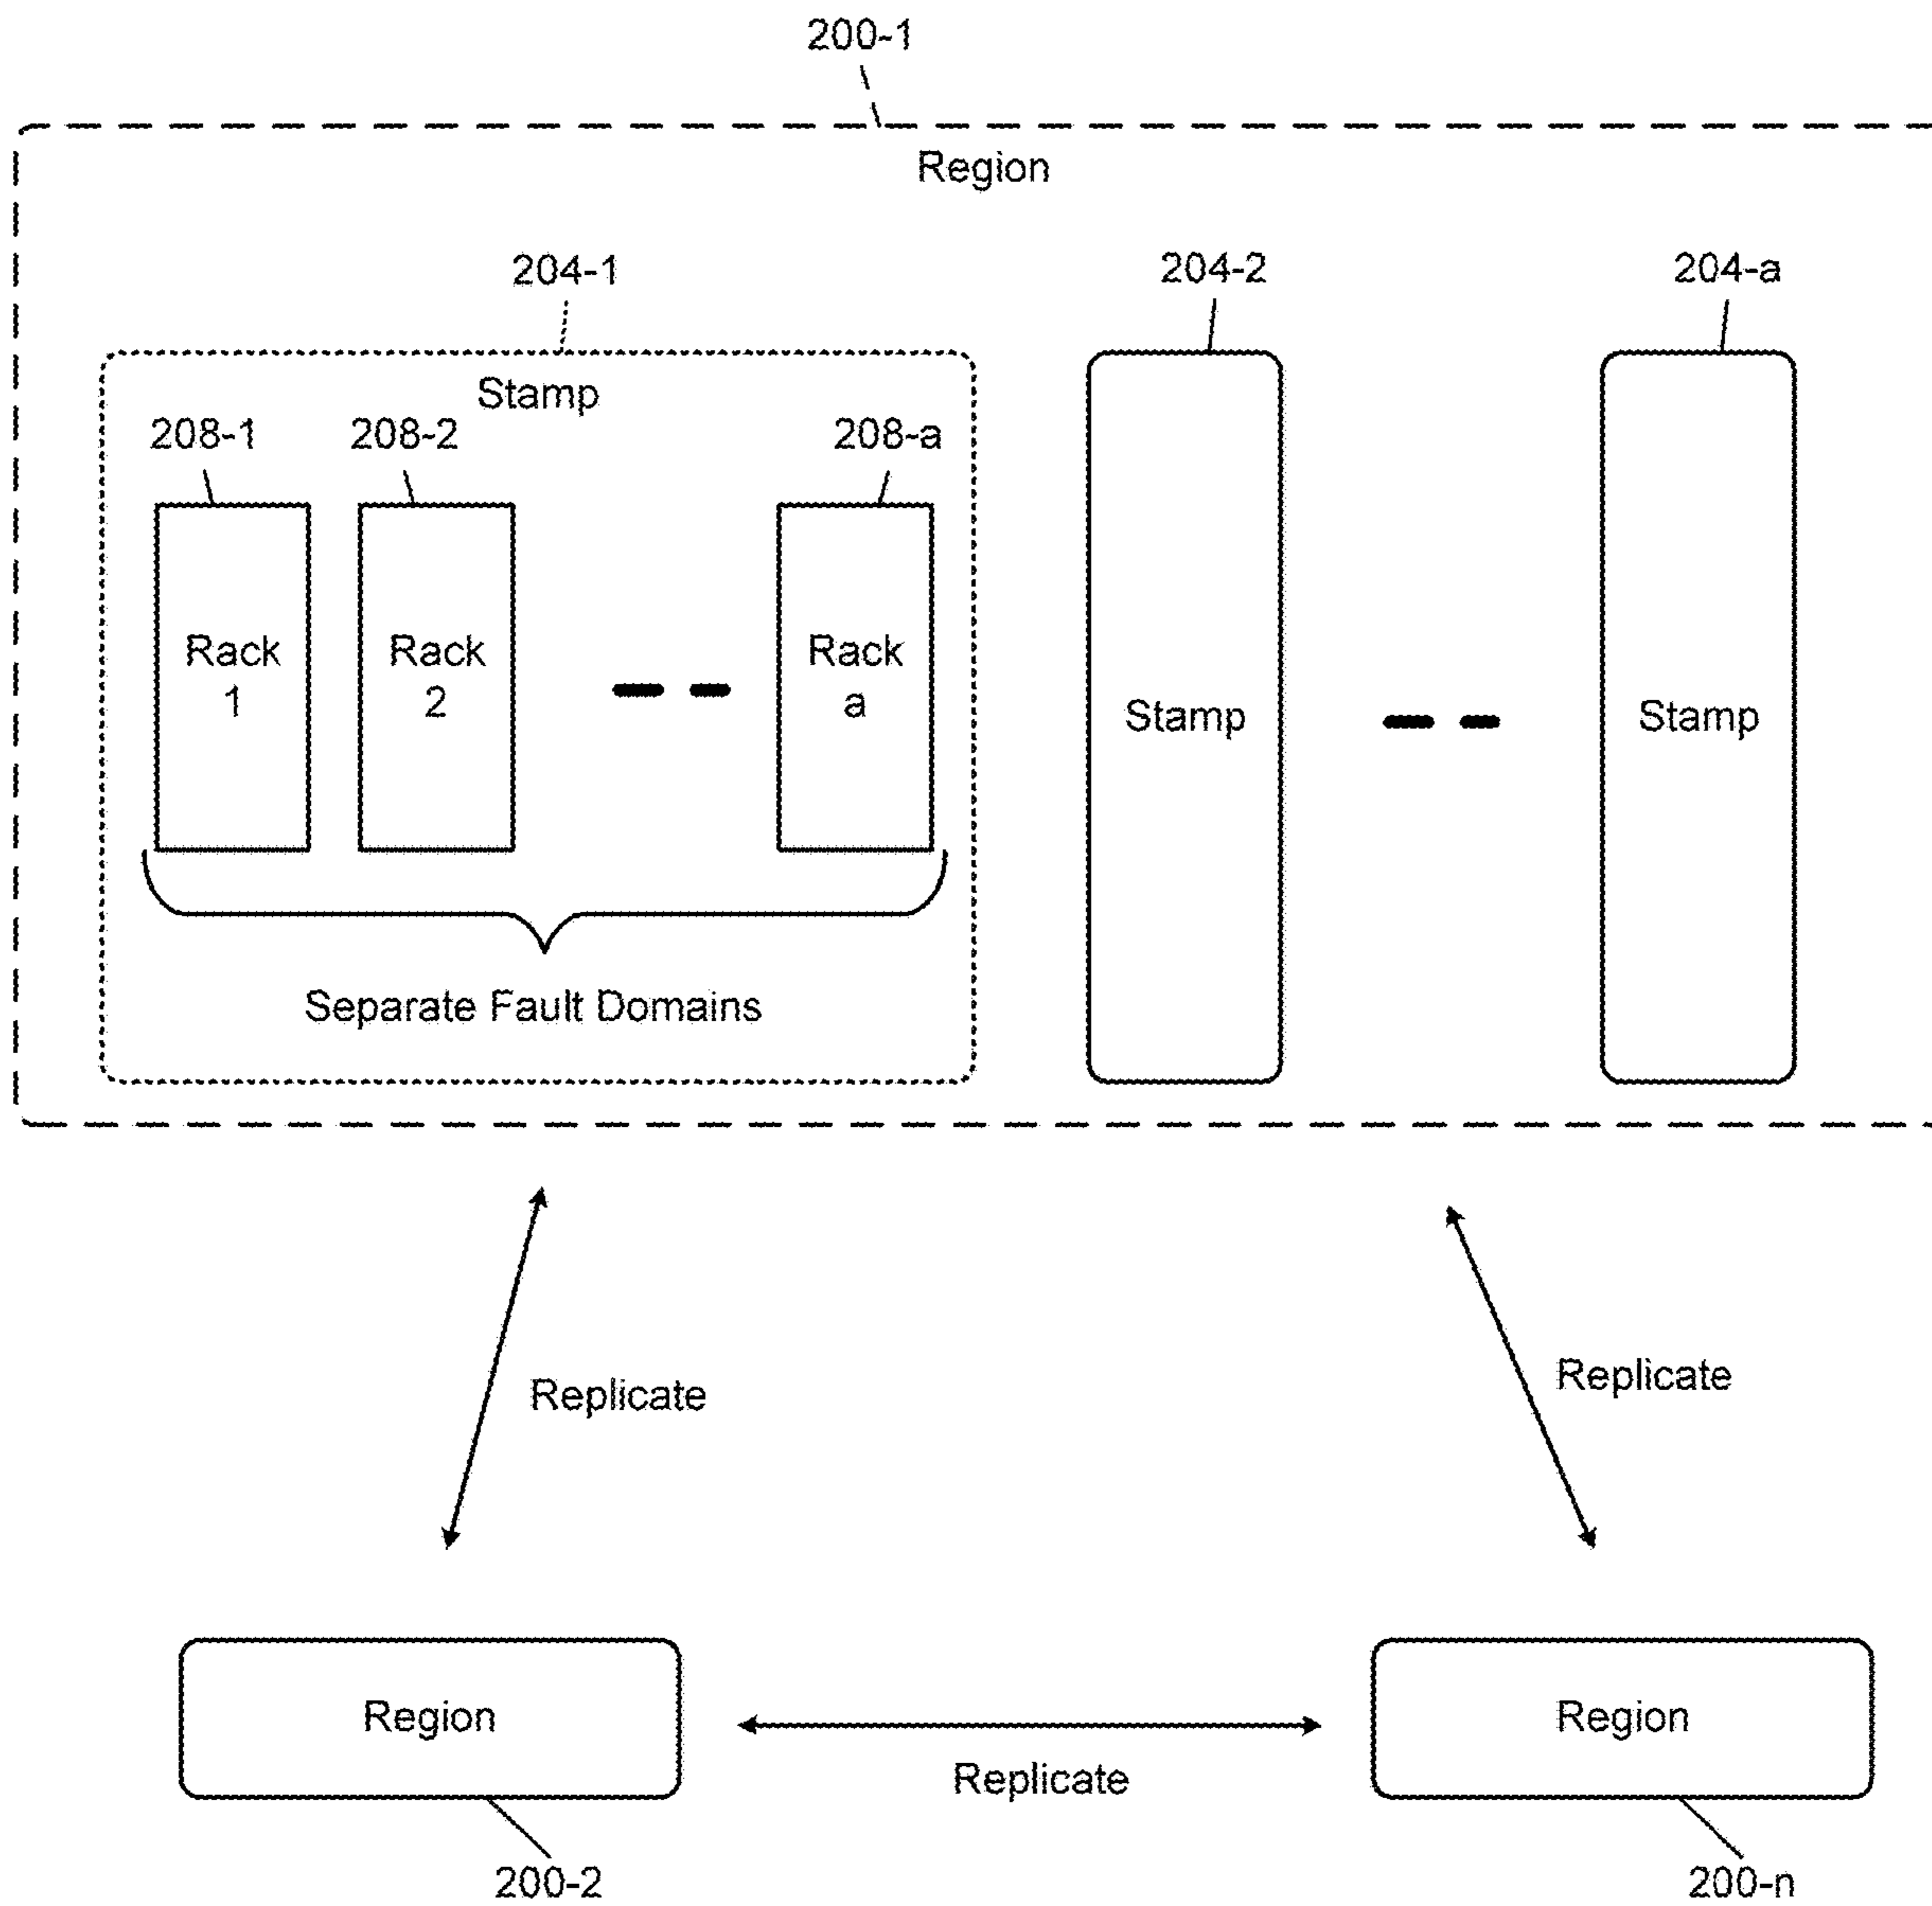 200-1
Region
204-1
204-2
204-a
Stamp
208-1
208-2
208-a
Rack
1
Rack
2
Rack
a
Stamp
Stamp
Separate Fault Domains
Replicate
Replicate
Region
Region
Replicate
200-2
200-n